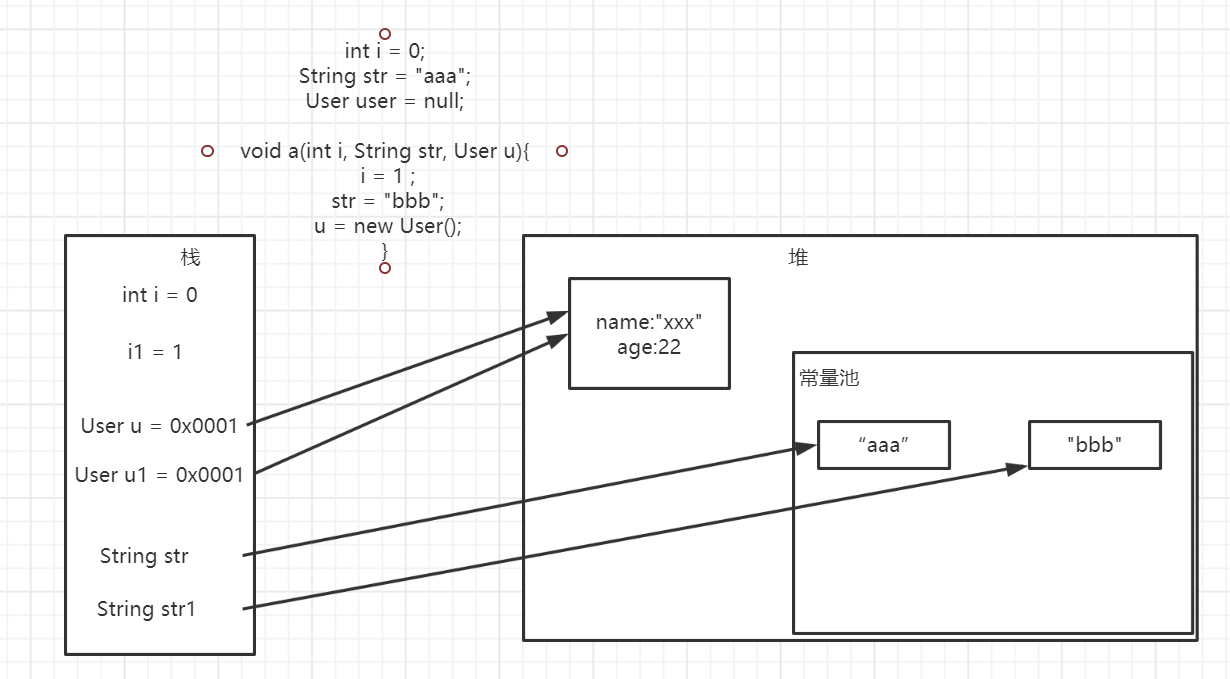 int i = 0;
String str = "aaa";
User user = null;
void a(int i, String str, User u){
i = 1 ;
str = "bbb";
u = new User();
}
栈
int i = 0
i1 = 1
User u = 0x0001
User u1 = 0x0001
String str
String str1
堆
name:"xxx"
age:22
常量池
“aaa”
"bbb"